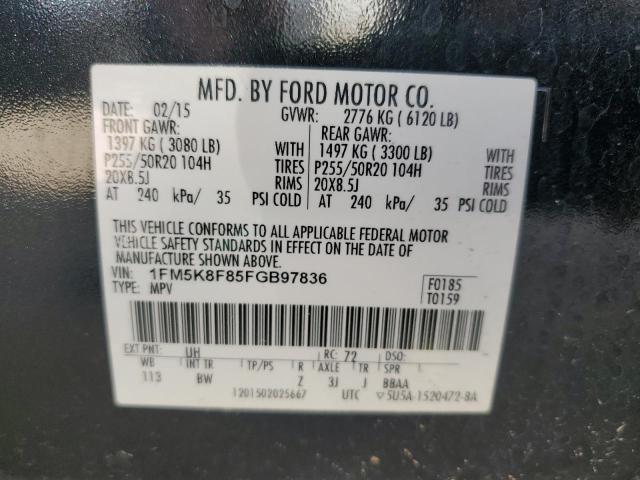 MFD. BY FORD MOTOR CO.
DATE: 02/15 GVWR: 2776 KG ( 6120 LB)
FRONT GAWR: REAR GAWR:
1397 KG ( 3080 LB) WITH 1497 KG ( 3300 LB) WITH
P255/50R20 104H TIRES P255/50R20 104H TIRES
20X8.5J RIMS 20X8.5J RIMS
AT 240 kPa/ 35 PSI COLD AT 240 kPa/ 35 PSI COLD
THIS VEHICLE CONFORMS TO ALL APPLICABLE FEDERAL MOTOR
VEHICLE SAFETY STANDARDS IN EFFECT ON THE DATE OF
MANUFACTURE SHOWN ABOVE.
VIN: 1FM5K8F85FGB97836 F0185
TYPE: MPV T0159
EXT PNT: UH RC: 72 DSO:
WB INT TR TP/PS R AXLE TR SPR
113 BW Z 3J J BBAA
1201502025667 UTC ▽5U5A-1520472-BA